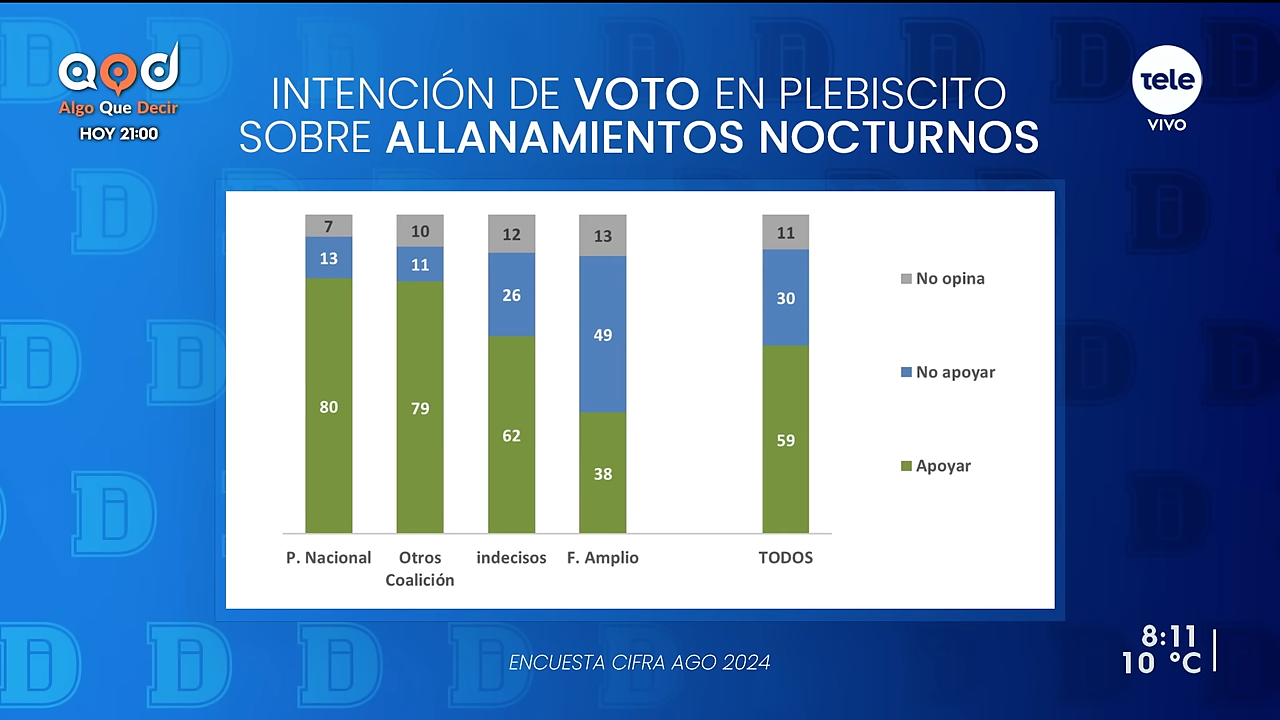 aqd
Algo Que Decir
HOY 21:00
INTENCIÓN DE VOTO EN PLEBISCITO
SOBRE ALLANAMIENTOS NOCTURNOS
tele
VIVO
7
10
12
13
11
13
11
26
49
30
80
79
62
38
59
No opina
No apoyar
Apoyar
P. Nacional
Otros
Coalición
indecisos
F. Amplio
TODOS
ENCUESTA CIFRA AGO 2024
8:11
10 °C